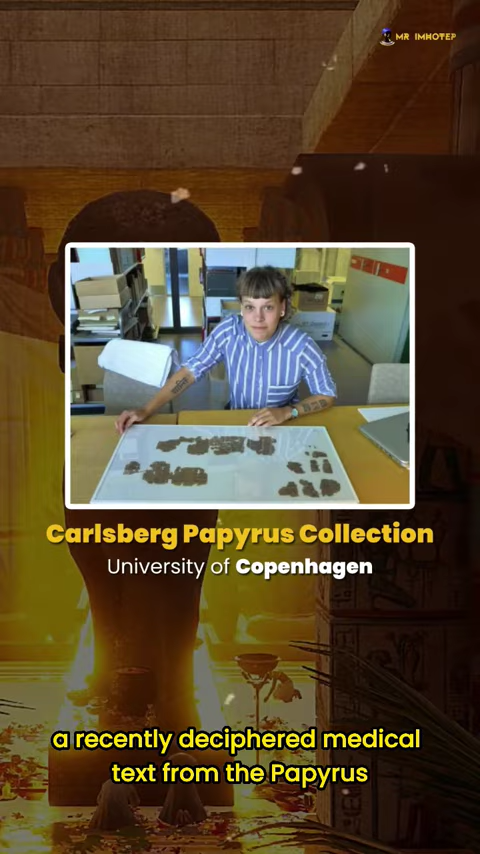 MR IMHOTEP
Carlsberg Papyrus Collection
University of Copenhagen
a recently deciphered medical
text from the Papyrus